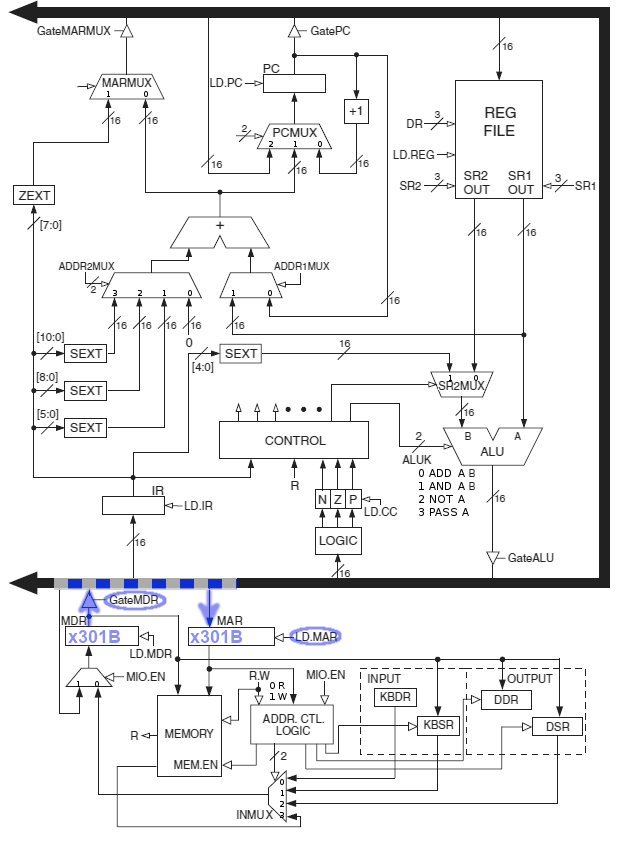 GateMARMUX
GatePC
16
PC
LD.PC
MARMUX
1 0
+1
REG
FILE
DR
3
LD.REG
SR2
3
SR2
OUT
SR1
OUT
3
SR1
2
PCMUX
2 1 0
16
16
16
16
16
ZEXT
[7:0]
16
16
+
ADDR2MUX
2
3 2 1 0
ADDR1MUX
1 0
16
16
16
16
16
16
0
[10:0]
SEXT
[8:0]
SEXT
[5:0]
SEXT
[4:0]
SEXT
16
1 0
SR2MUX
16
CONTROL
2
ALUK
B A
ALU
0 ADD A B
1 AND A B
2 NOT A
3 PASS A
R
N Z P
LD.CC
LOGIC
16
IR
LD.IR
16
16
GateALU
GateMDR
MDR
x301B
LD.MDR
MAR
x301B
LD.MAR
1 0
MIO.EN
R.W
0 R
1 W
MIO.EN
INPUT
KBDR
KBSR
OUTPUT
DDR
DSR
MEMORY
R
MEM.EN
ADDR. CTL.
LOGIC
2
INMUX
0
1
2
3